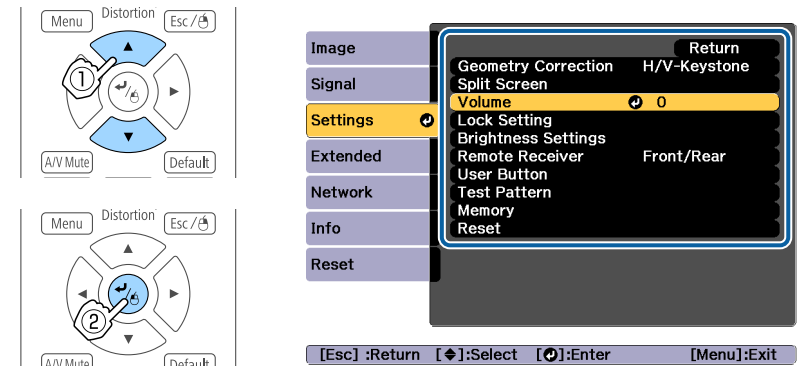 Menu
Distortion
Esc /
1
A/V Mute
Default
Menu
Distortion
Esc /
2
A/V Mute
Default
Image
Signal
Settings
Extended
Network
Info
Reset
Return
Geometry Correction H/V-Keystone
Split Screen
Volume 0
Lock Setting
Brightness Settings
Remote Receiver Front/Rear
User Button
Test Pattern
Memory
Reset
[Esc] :Return [◆]:Select [↵]:Enter [Menu]:Exit